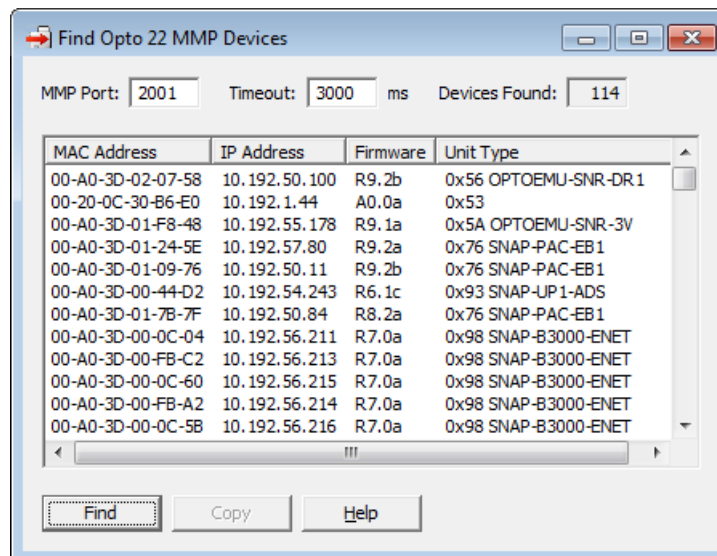 Find Opto 22 MMP Devices
MMP Port: 2001 Timeout: 3000 ms Devices Found: 114
MAC Address IP Address Firmware Unit Type
00-A0-3D-02-07-58 10.192.50.100 R9.2b 0x56 OPTOEMU-SNR-DR1
00-20-0C-30-B6-E0 10.192.1.44 A0.0a 0x53
00-A0-3D-01-F8-48 10.192.55.178 R9.1a 0x5A OPTOEMU-SNR-3V
00-A0-3D-01-24-5E 10.192.57.80 R9.2a 0x76 SNAP-PAC-EB1
00-A0-3D-01-09-76 10.192.50.11 R9.2b 0x76 SNAP-PAC-EB1
00-A0-3D-00-44-D2 10.192.54.243 R6.1c 0x93 SNAP-UP1-ADS
00-A0-3D-01-7B-7F 10.192.50.84 R8.2a 0x76 SNAP-PAC-EB1
00-A0-3D-00-0C-04 10.192.56.211 R7.0a 0x98 SNAP-B3000-ENET
00-A0-3D-00-FB-C2 10.192.56.213 R7.0a 0x98 SNAP-B3000-ENET
00-A0-3D-00-0C-60 10.192.56.215 R7.0a 0x98 SNAP-B3000-ENET
00-A0-3D-00-FB-A2 10.192.56.214 R7.0a 0x98 SNAP-B3000-ENET
00-A0-3D-00-0C-5B 10.192.56.216 R7.0a 0x98 SNAP-B3000-ENET
Find Copy Help